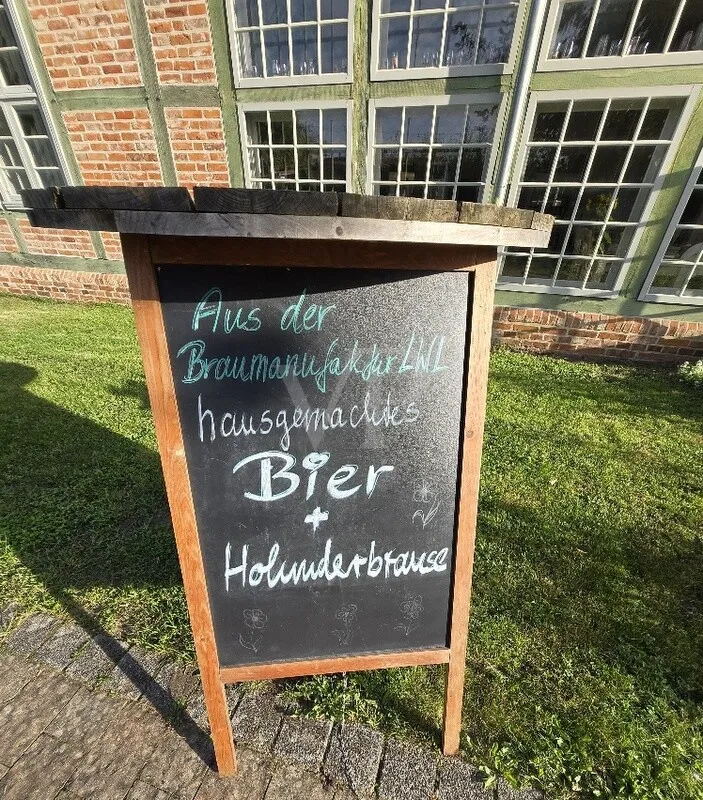 Aus der
Braumanufaktur LWL
hausgemachtes
Bier
+
Holunderbrause